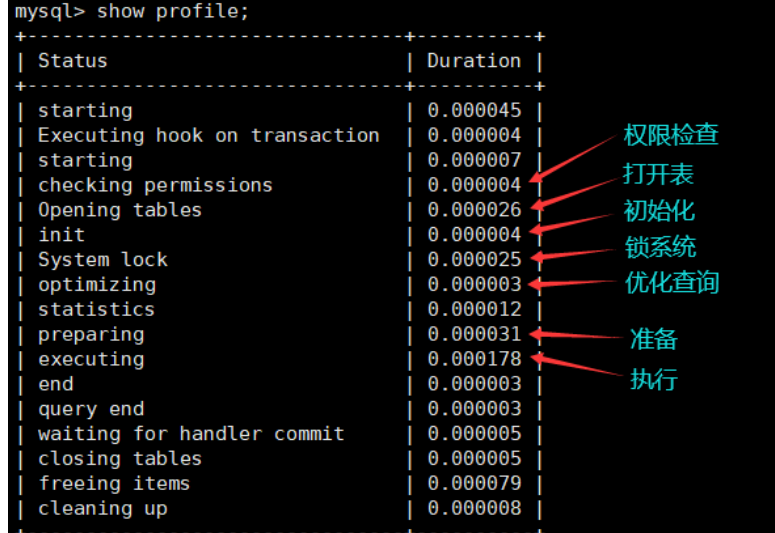 mysql> show profile;
+--------------------------------+----------+
| Status | Duration |
+--------------------------------+----------+
| starting | 0.000045 |
| Executing hook on transaction | 0.000004 | 权限检查
| starting | 0.000007 |
| checking permissions | 0.000004 | 打开表
| Opening tables | 0.000026 | 初始化
| init | 0.000004 |
| System lock | 0.000025 | 锁系统
| optimizing | 0.000003 | 优化查询
| statistics | 0.000012 |
| preparing | 0.000031 | 准备
| executing | 0.000178 | 执行
| end | 0.000003 |
| query end | 0.000003 |
| waiting for handler commit | 0.000005 |
| closing tables | 0.000005 |
| freeing items | 0.000079 |
| cleaning up | 0.000008 |
+--------------------------------+----------+